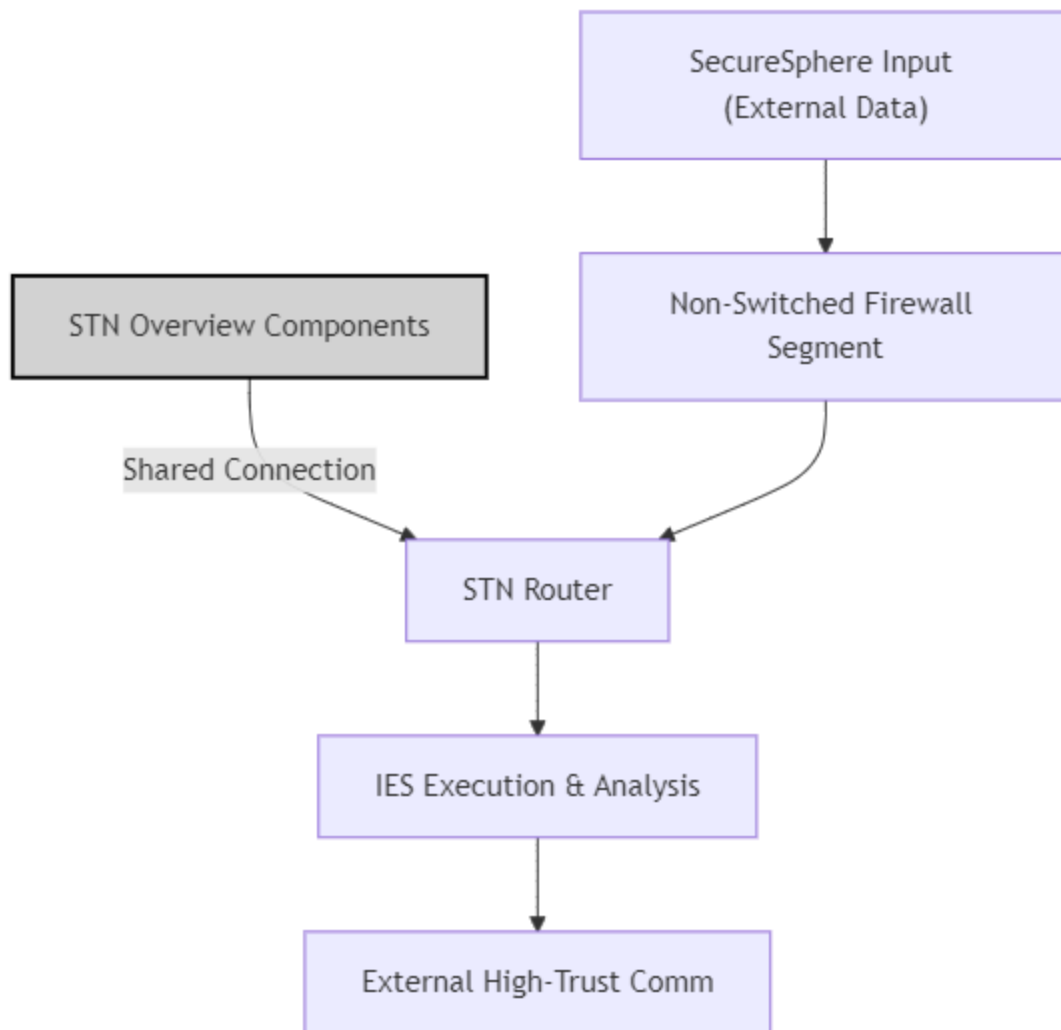 SecureSphere Input
(External Data)
Non-Switched Firewall
Segment
STN Overview Components
Shared Connection
STN Router
IES Execution & Analysis
External High-Trust Comm